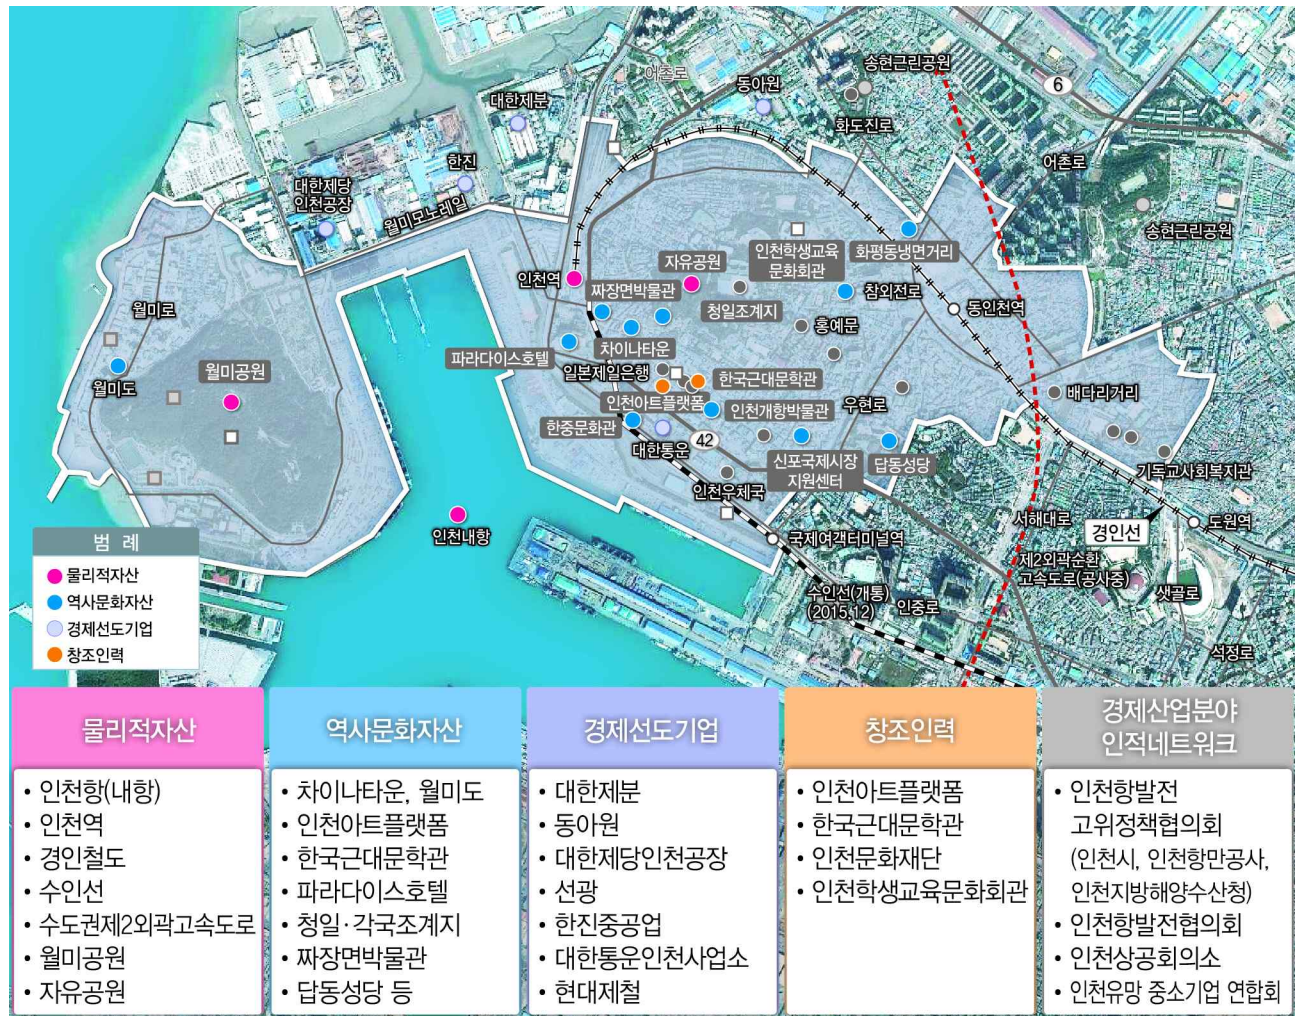 송현근린공원
어촌로
6
동아원
대한제분
화도진로
어촌로
한진
대한제당
인천공장
월미모노레일
송현근린공원
인천학생교육
문화회관
화평동냉면거리
자유공원
인천역
짜장면박물관
참외전로
월미로
청일조계지
동인천역
홍예문
차이나타운
파라다이스호텔
월미공원
일본제일은행
한국근대문학관
월미도
배다리거리
인천아트플랫폼
우현로
인천개항박물관
한중문화관
42
대한통운
신포국제시장
지원센터
답동성당
기독교사회복지관
인천우체국
서해대로
경인선
도원역
인천내항
국제여객터미널역
제2외곽순환
고속도로(공사중)
수인선(개통)
(2015.12)
인중로
샛골로
석정로
범 례
물리적자산
역사문화자산
경제선도기업
창조인력
물리적자산
• 인천항(내항)
• 인천역
• 경인철도
• 수인선
• 수도권제2외곽고속도로
• 월미공원
• 자유공원
역사문화자산
• 차이나타운, 월미도
• 인천아트플랫폼
• 한국근대문학관
• 파라다이스호텔
• 청일·각국조계지
• 짜장면박물관
• 답동성당 등
경제선도기업
• 대한제분
• 동아원
• 대한제당인천공장
• 선광
• 한진중공업
• 대한통운인천사업소
• 현대제철
창조인력
• 인천아트플랫폼
• 한국근대문학관
• 인천문화재단
• 인천학생교육문화회관
경제산업분야
인적네트워크
• 인천항발전
고위정책협의회
(인천시, 인천항만공사,
인천지방해양수산청)
• 인천항발전협의회
• 인천상공회의소
• 인천유망 중소기업 연합회